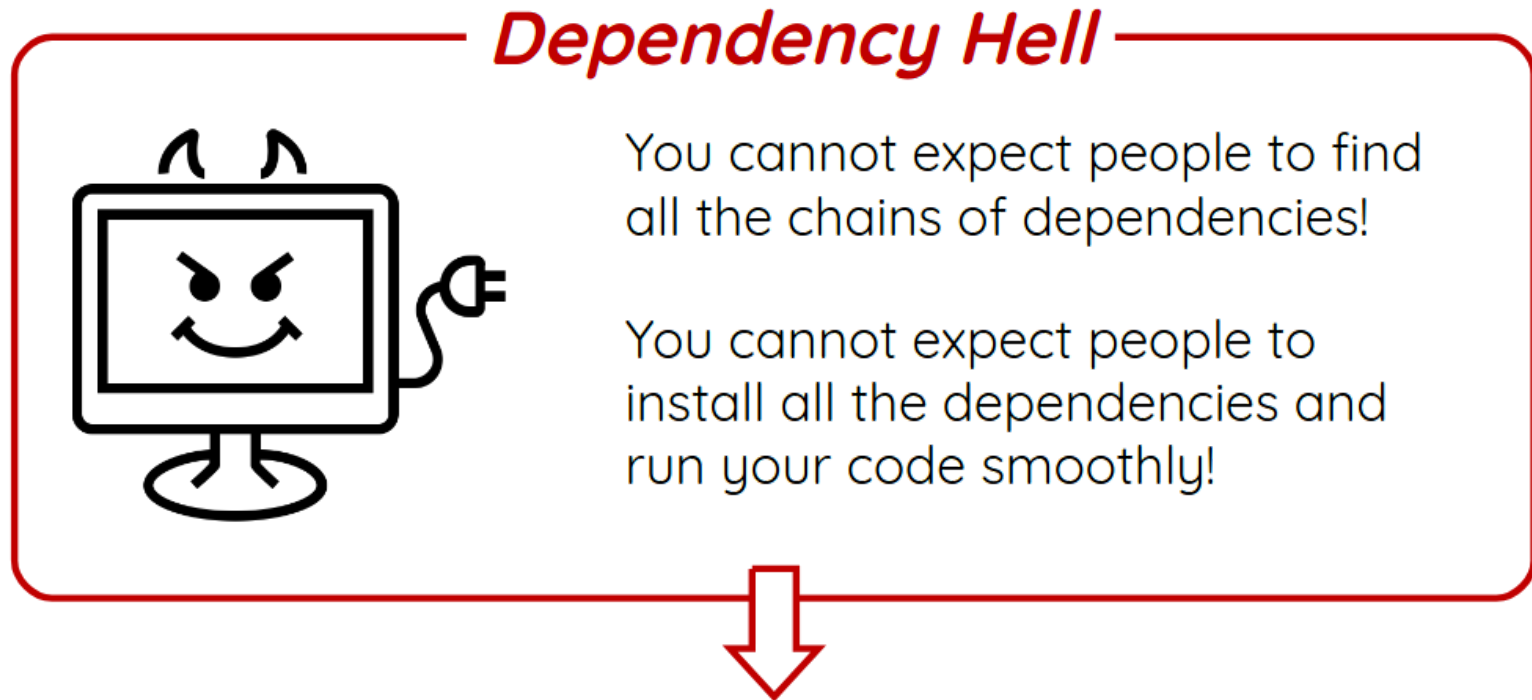 Dependency Hell
You cannot expect people to find
all the chains of dependencies!
You cannot expect people to
install all the dependencies and
run your code smoothly!